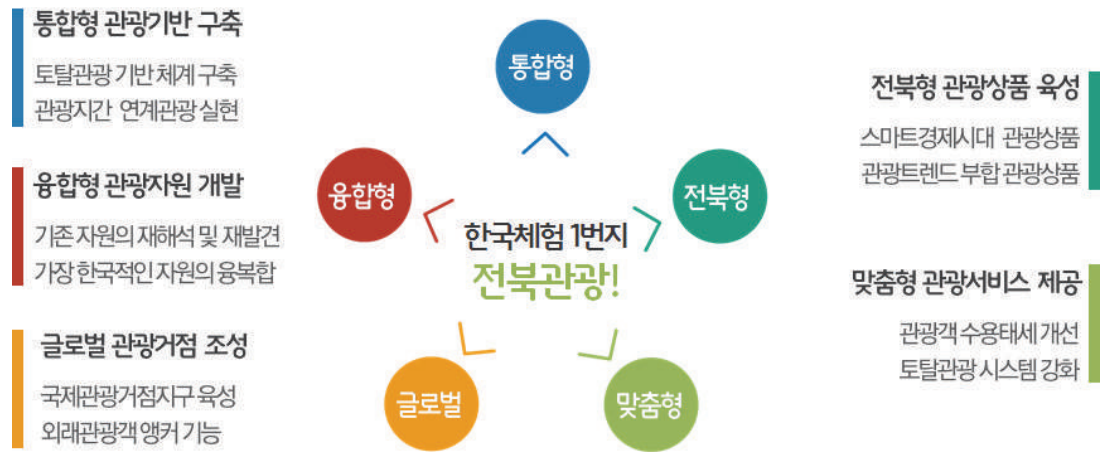 통합형 관광기반 구축
토탈관광 기반 체계 구축
관광지간 연계관광 실현
융합형 관광자원 개발
기존 자원의 재해석 및 재발견
가장 한국적인 자원의 융복합
글로벌 관광거점 조성
국제관광거점지구 육성
외래관광객 앵커 기능
통합형
융합형
전북형
한국체험 1번지
전북관광!
글로벌
맞춤형
전북형 관광상품 육성
스마트경제시대 관광상품
관광트렌드 부합 관광상품
맞춤형 관광서비스 제공
관광객 수용태세 개선
토탈관광 시스템 강화